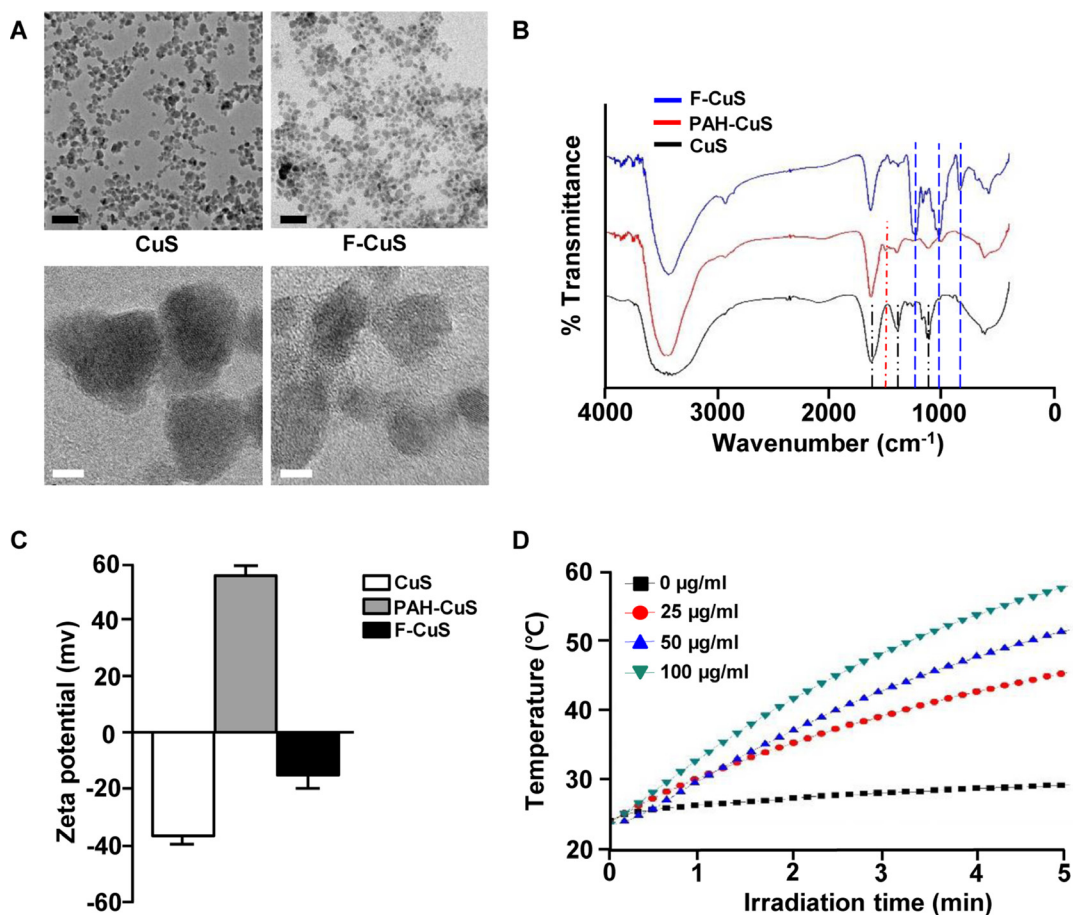 A
CuS
F-CuS
B
F-CuS
PAH-CuS
CuS
% Transmittance
4000
3000
2000
1000
0
Wavenumber (cm-1)
C
60
40
20
0
-20
-40
-60
Zeta potential (mv)
CuS
PAH-CuS
F-CuS
D
60
50
40
30
20
Temperature (℃)
0 µg/ml
25 µg/ml
50 µg/ml
100 µg/ml
0
1
2
3
4
5
Irradiation time (min)